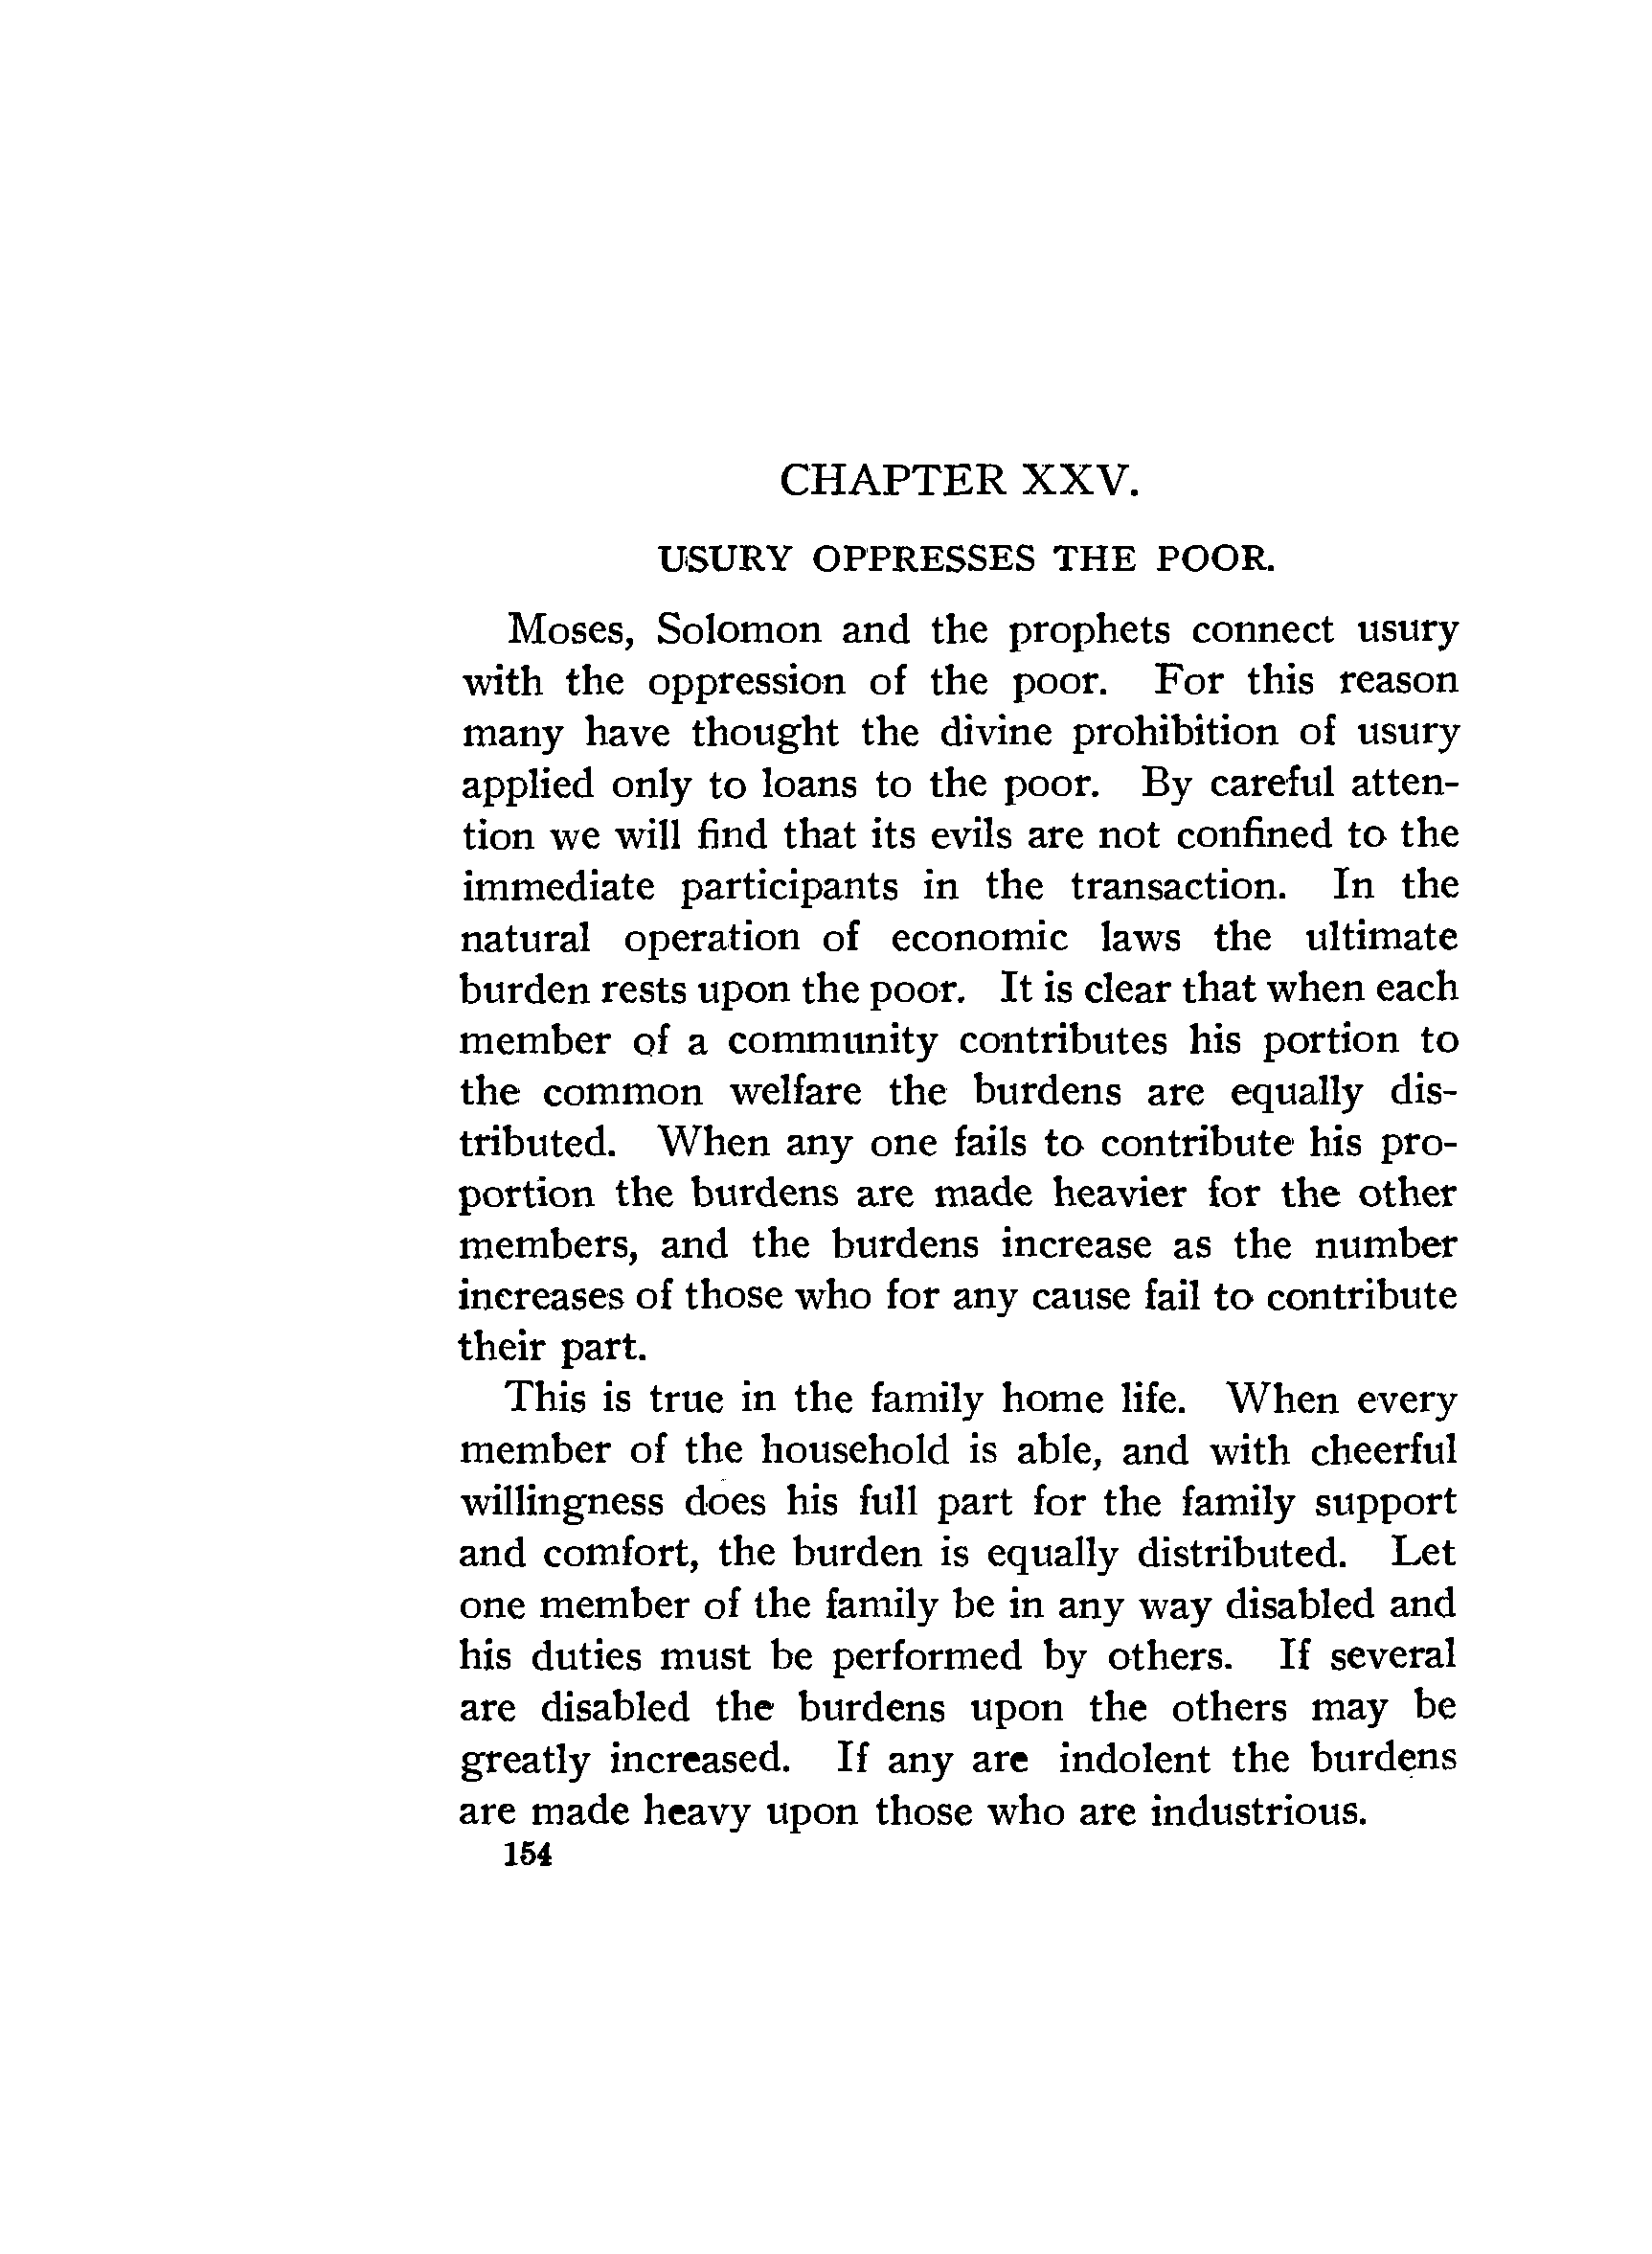 CHAPTER XXV.
USURY OPPRESSES THE POOR.
Moses, Solomon and the prophets connect usury
with the oppression of the poor. For this reason
many have thought the divine prohibition of usury
applied only to loans to the poor. By careful atten-
tion we will find that its evils are not confined to the
immediate participants in the transaction. In the
natural operation of economic laws the ultimate
burden rests upon the poor. It is clear that when each
member of a community contributes his portion to
the common welfare the burdens are equally dis-
tributed. When any one fails to contribute his pro-
portion the burdens are made heavier for the other
members, and the burdens increase as the number
increases of those who for any cause fail to contribute
their part.
This is true in the family home life. When every
member of the household is able, and with cheerful
willingness does his full part for the family support
and comfort, the burden is equally distributed. Let
one member of the family be in any way disabled and
his duties must be performed by others. If several
are disabled the burdens upon the others may be
greatly increased. If any are indolent the burdens
are made heavy upon those who are industrious.
154